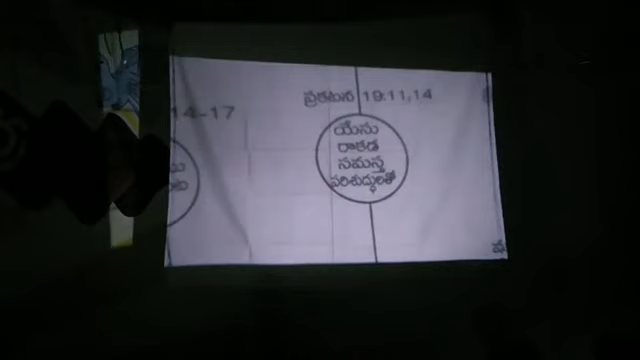 ప్రకటన 19:11,14
14-17
యేసు
రాకడ
సమస్త
పరిశుద్ధులతో